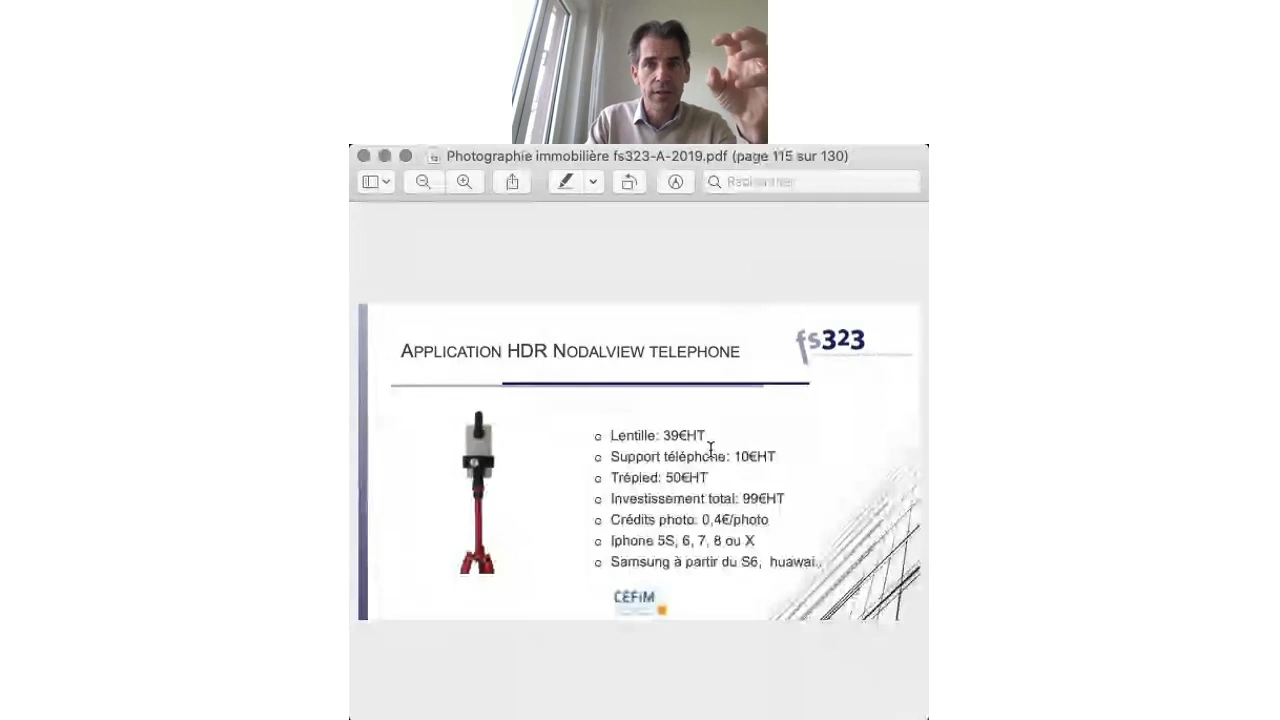 Photographie immobilière fs323-A-2019.pdf (page 115 sur 130)
Rechercher
APPLICATION HDR NODALVIEW TELEPHONE
fs323
Lentille: 39€HT
Support téléphone: 10€HT
Trépied: 50€HT
Investissement total: 99€HT
Crédits photo: 0,4€/photo
Iphone 5S, 6, 7, 8 ou X
Samsung à partir du S6, huawai..
CEFiM